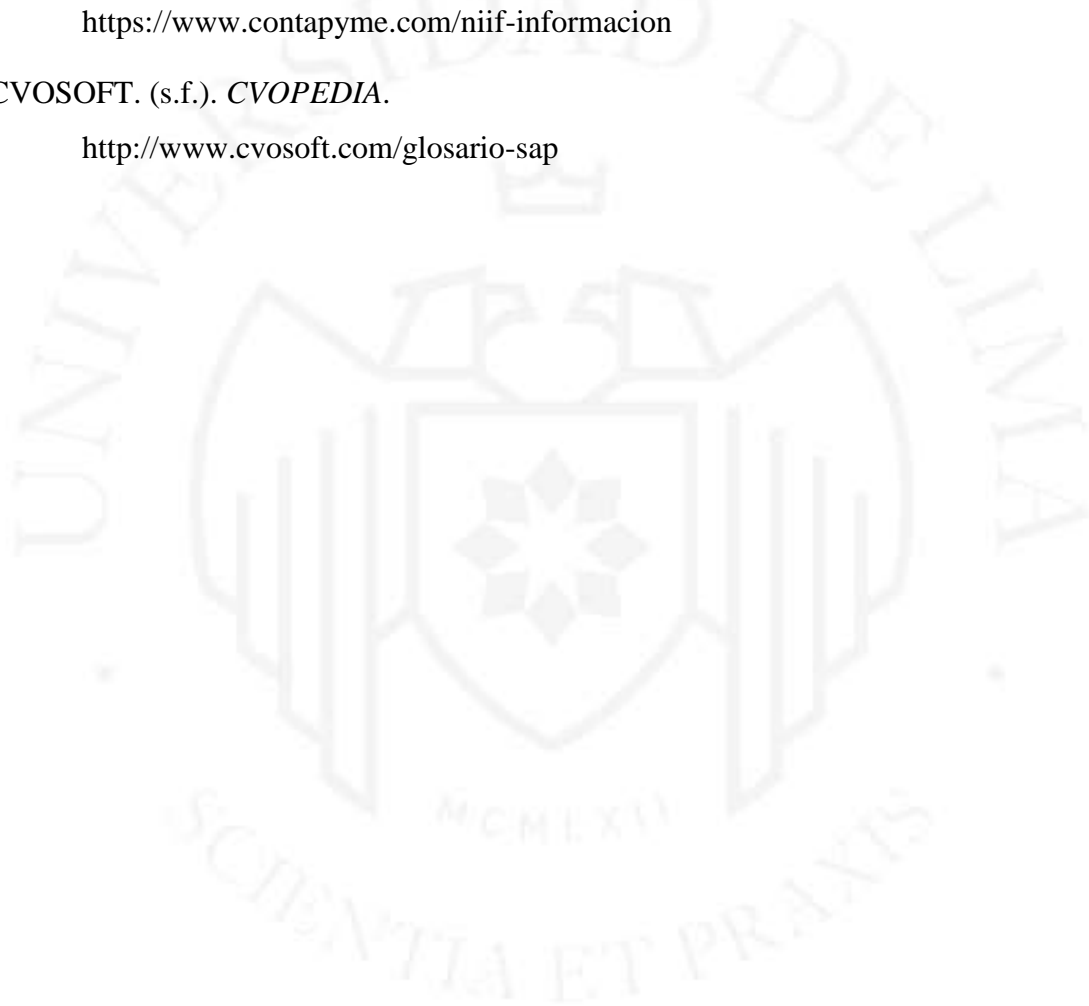 https://www.contapyme.com/niif-informacion
CVOSOFT. (s.f.). CVOPEDIA.
http://www.cvosoft.com/glosario-sap
UNIVERSIDAD DE LIMA
MCMLXII
SCIENTIA ET PRAXIS